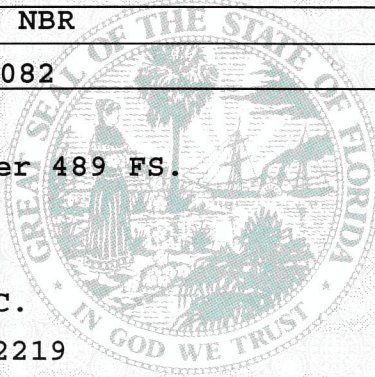 NBR
082
er 489 FS.
C.
2219
GREAT SEAL OF THE STATE OF FLORIDA
IN GOD WE TRUST